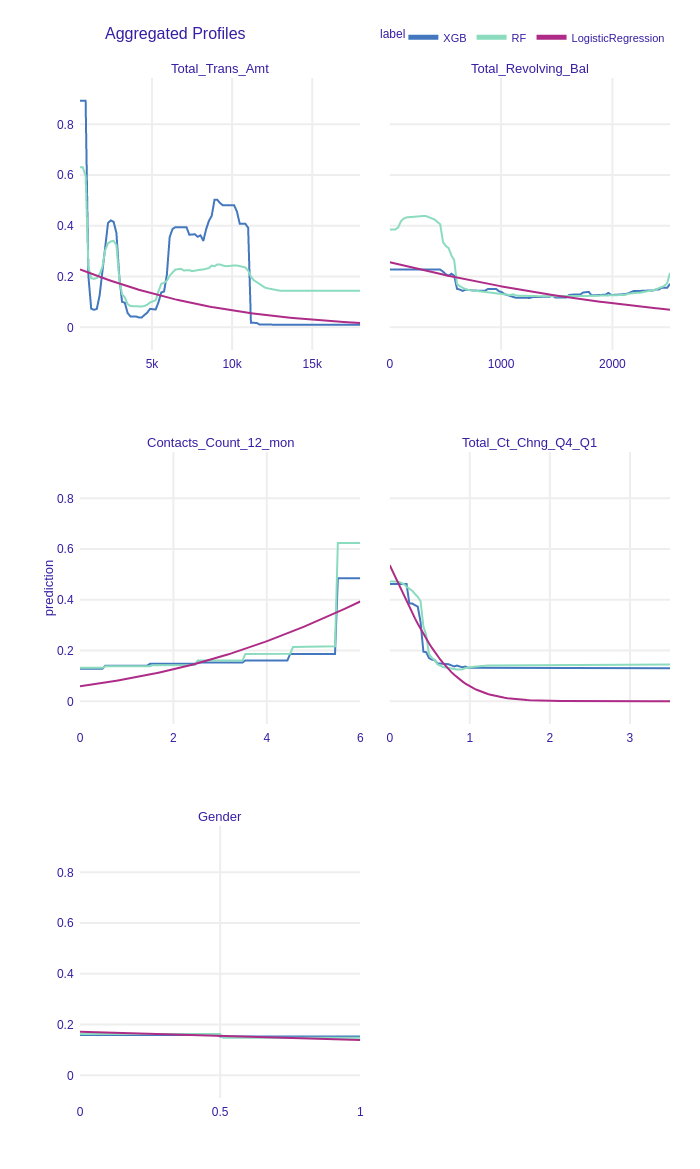 Aggregated Profiles
label XGB RF LogisticRegression
Total_Trans_Amt Total_Revolving_Bal
0.8
0.6
0.4
0.2
0
5k 10k 15k 0 1000 2000
Contacts_Count_12_mon Total_Ct_Chng_Q4_Q1
prediction
0.8
0.6
0.4
0.2
0
0 2 4 6 0 1 2 3
Gender
0.8
0.6
0.4
0.2
0
0 0.5 1